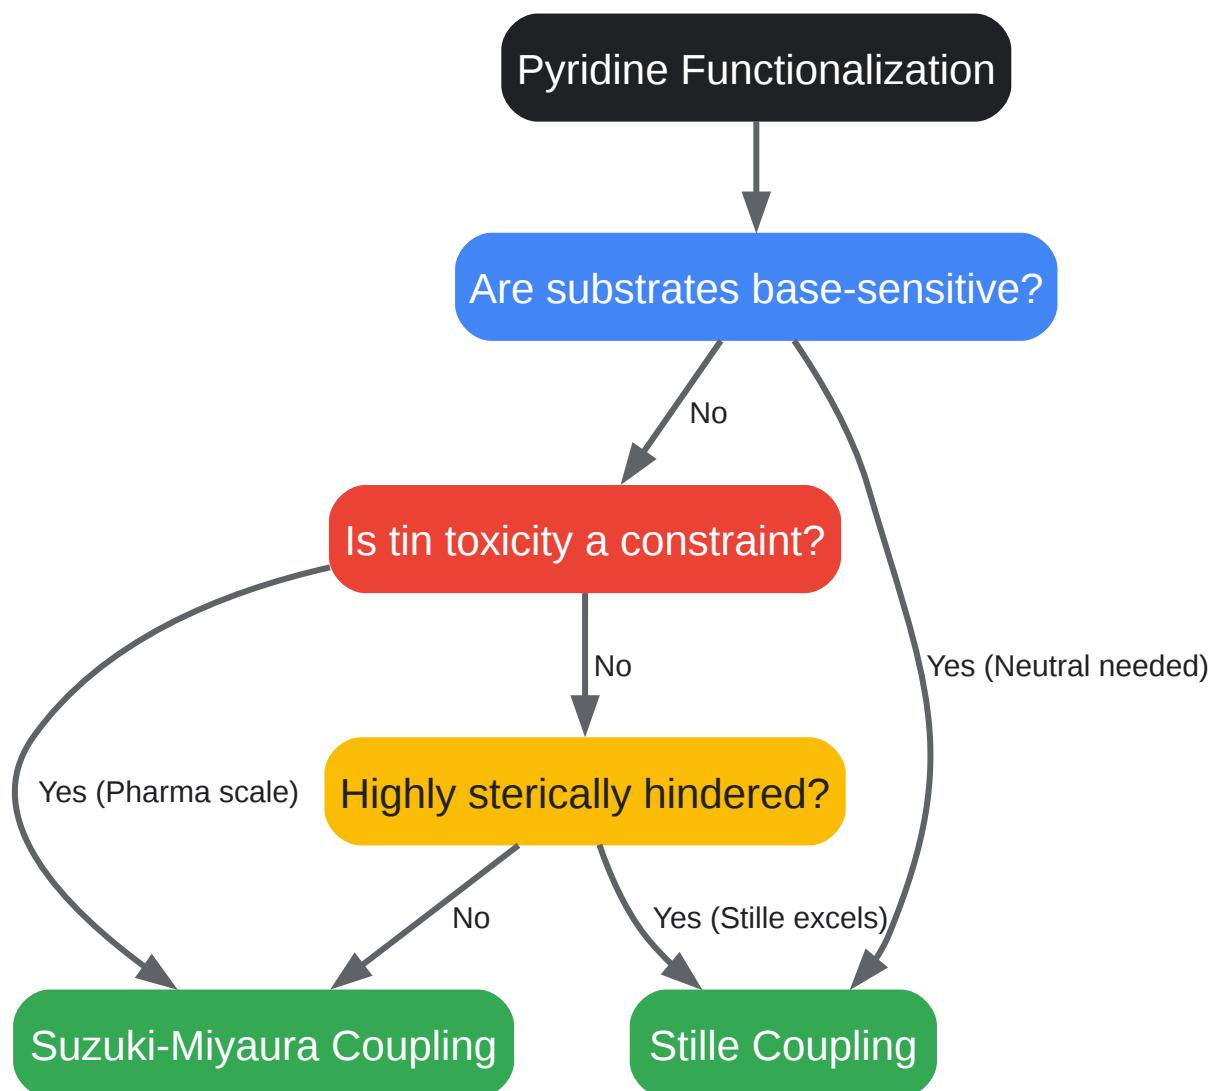 Pyridine Functionalization
Are substrates base-sensitive?
No
Is tin toxicity a constraint?
No
Yes (Neutral needed)
Yes (Pharma scale)
Highly sterically hindered?
No
Yes (Stille excels)
Suzuki-Miyaura Coupling
Stille Coupling